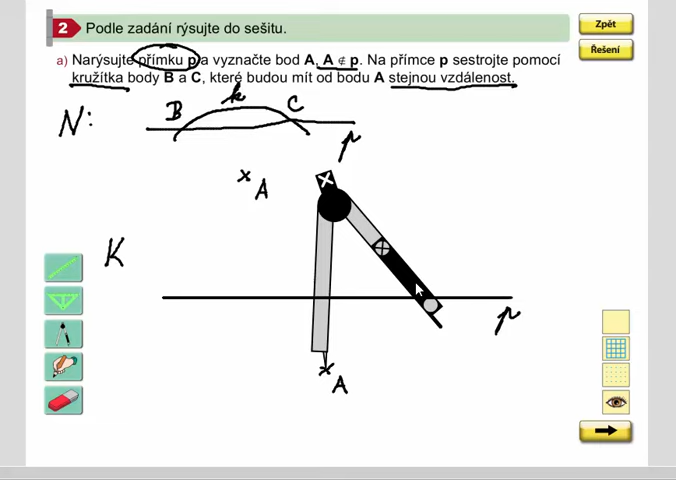 2 Podle zadání rýsujte do sešitu.
Zpět
Řešení
a) Narýsujte přímku p a vyznačte bod A, A ∉ p. Na přímce p sestrojte pomocí
kružítka body B a C, které budou mít od bodu A stejnou vzdálenost.
N:
B k C
p
A
K
p
A